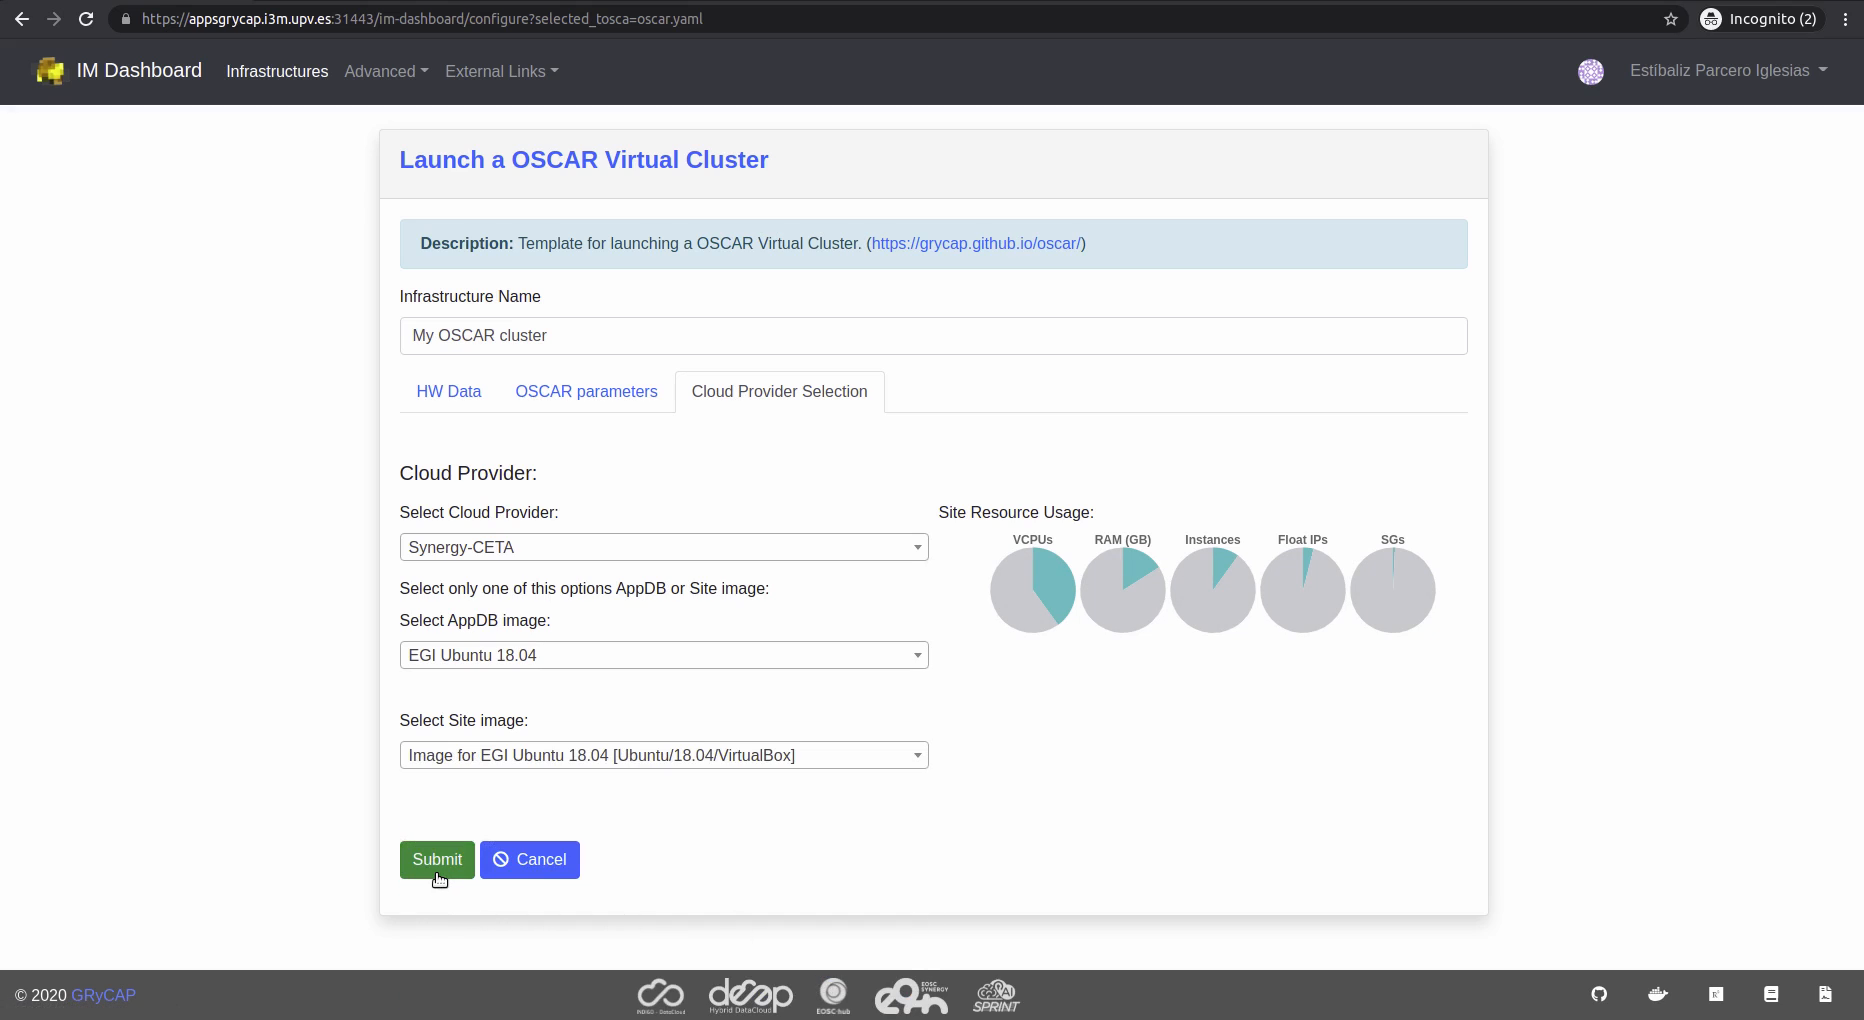 https://appsgrycap.i3m.upv.es:31443/im-dashboard/configure?selected_tosca=oscar.yaml
Incognito (2)
IM Dashboard
Infrastructures
Advanced
External Links
Estíbaliz Parcero Iglesias
Launch a OSCAR Virtual Cluster
Description: Template for launching a OSCAR Virtual Cluster. (https://grycap.github.io/oscar/)
Infrastructure Name
My OSCAR cluster
HW Data
OSCAR parameters
Cloud Provider Selection
Cloud Provider:
Select Cloud Provider:
Synergy-CETA
Select only one of this options AppDB or Site image:
Select AppDB image:
EGI Ubuntu 18.04
Select Site image:
Image for EGI Ubuntu 18.04 [Ubuntu/18.04/VirtualBox]
Site Resource Usage:
VCPUs
RAM (GB)
Instances
Float IPs
SGs
Submit
Cancel
© 2020 GRyCAP
INDIGO - DataCloud
deep
Hybrid DataCloud
EOSC-hub
EOSC
SYNERGY
AI
SPRINT